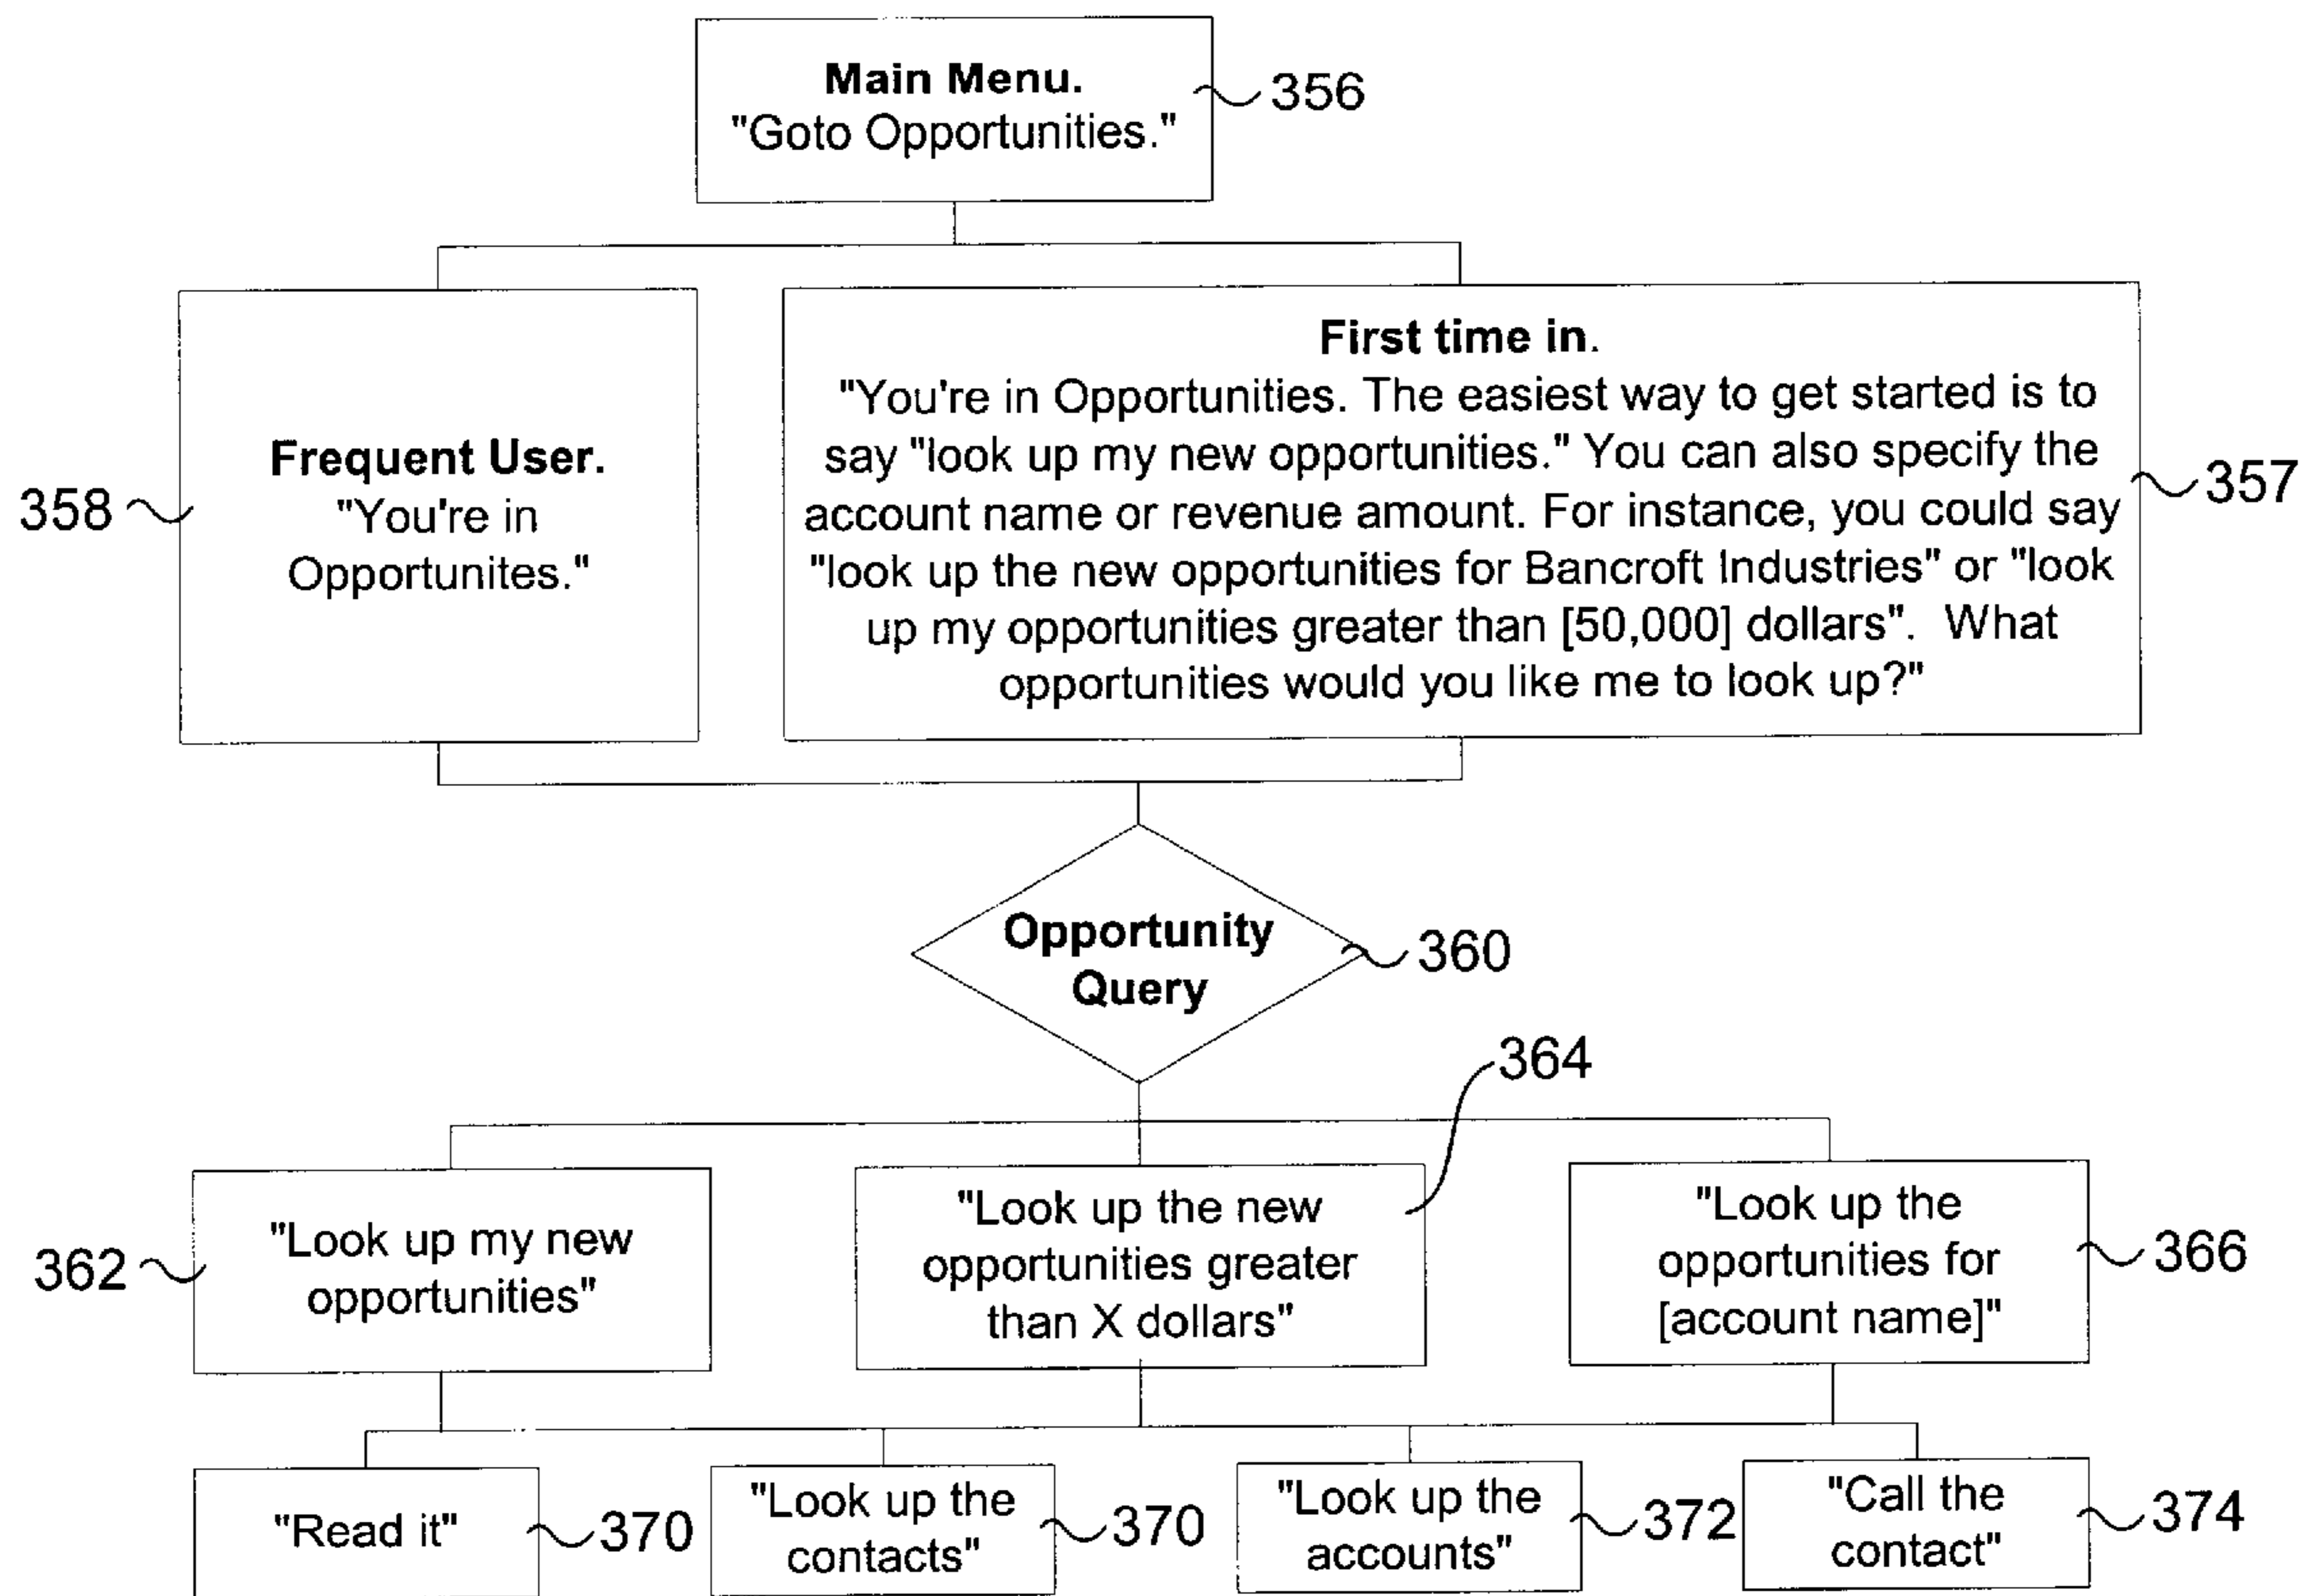 Main Menu.
"Goto Opportunities."
356
Frequent User.
"You're in
Opportunites."
358
First time in.
"You're in Opportunities. The easiest way to get started is to
say "look up my new opportunities." You can also specify the
account name or revenue amount. For instance, you could say
"look up the new opportunities for Bancroft Industries" or "look
up my opportunities greater than [50,000] dollars".  What
opportunities would you like me to look up?"
357
Opportunity
Query
360
364
362
"Look up my new
opportunities"
"Look up the new
opportunities greater
than X dollars"
"Look up the
opportunities for
[account name]"
366
"Read it"
370
"Look up the
contacts"
370
"Look up the
accounts"
372
"Call the
contact"
374